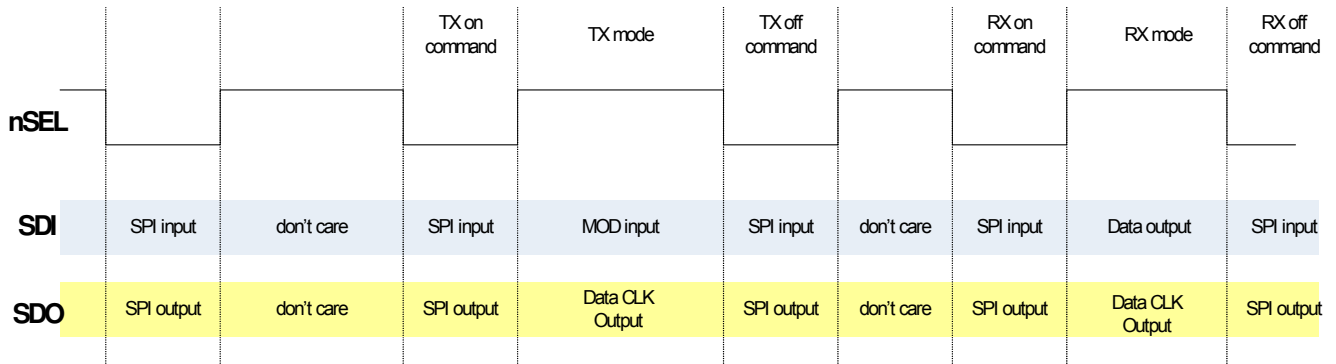 TX on
command
TX mode
TX off
command
RX on
command
RX mode
RX off
command
nSEL
SDI
SPI input
don't care
SPI input
MOD input
SPI input
don't care
SPI input
Data output
SPI input
SDO
SPI output
don't care
SPI output
Data CLK
Output
SPI output
don't care
SPI output
Data CLK
Output
SPI output